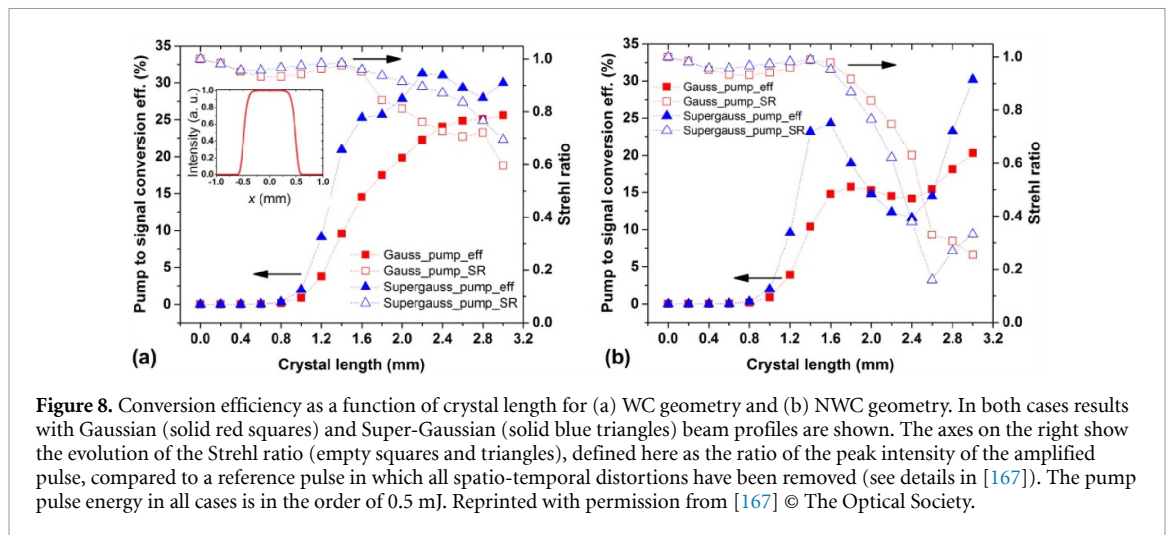 35
30
25
20
15
10
5
0
Pump to signal conversion eff. (%)
1.0
0.8
0.6
0.4
0.2
0.0
Strehl ratio
Intensity (a. u.)
1.0
0.8
0.6
0.4
0.2
0.0
-1.0 -0.5 0.0 0.5 1.0
x (mm)
Gauss_pump_eff
Gauss_pump_SR
Supergauss_pump_eff
Supergauss_pump_SR
0.0 0.4 0.8 1.2 1.6 2.0 2.4 2.8 3.2
(a)
Crystal length (mm)
35
30
25
20
15
10
5
0
Pump to signal conversion eff. (%)
Gauss_pump_eff
Gauss_pump_SR
Supergauss_pump_eff
Supergauss_pump_SR
1.0
0.8
0.6
0.4
0.2
0.0
Strehl ratio
0.0 0.4 0.8 1.2 1.6 2.0 2.4 2.8 3.2
(b)
Crystal length (mm)
Figure 8. Conversion efficiency as a function of crystal length for (a) WC geometry and (b) NWC geometry. In both cases results
with Gaussian (solid red squares) and Super-Gaussian (solid blue triangles) beam profiles are shown. The axes on the right show
the evolution of the Strehl ratio (empty squares and triangles), defined here as the ratio of the peak intensity of the amplified
pulse, compared to a reference pulse in which all spatio-temporal distortions have been removed (see details in [167]). The pump
pulse energy in all cases is in the order of 0.5 mJ. Reprinted with permission from [167] © The Optical Society.